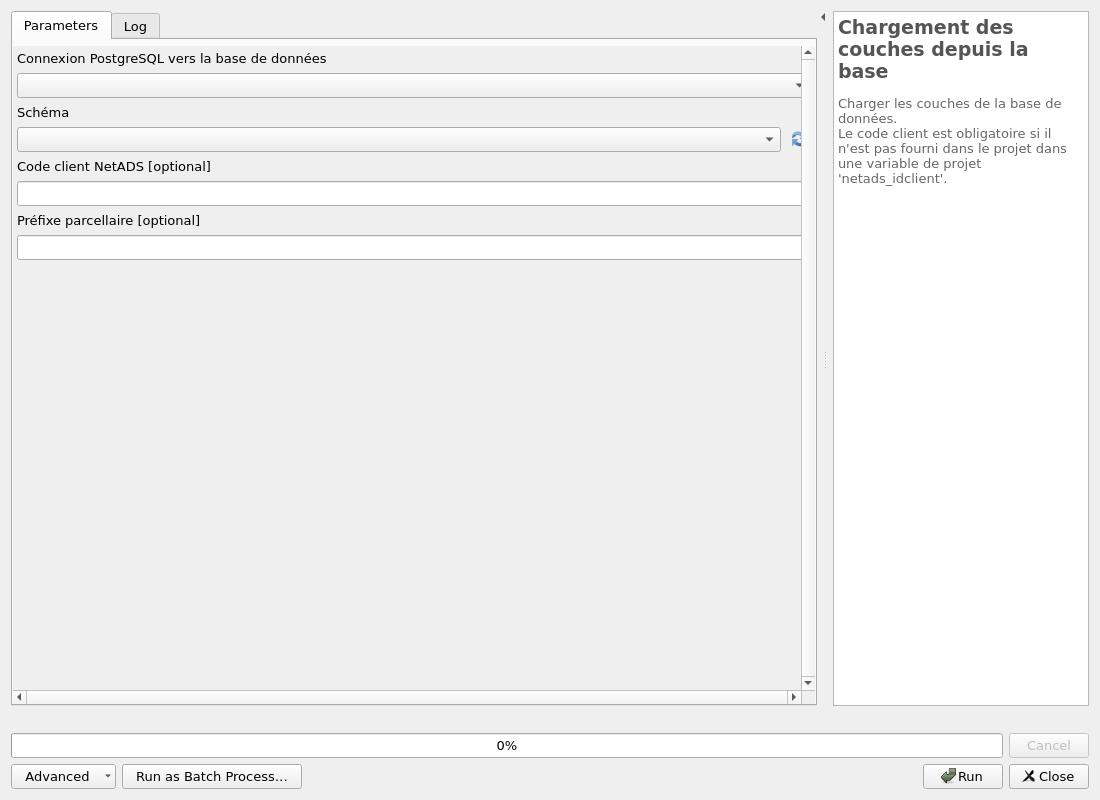 Parameters
Log
Connexion PostgreSQL vers la base de données
Schéma
Code client NetADS [optional]
Préfixe parcellaire [optional]
Chargement des
couches depuis la
base
Charger les couches de la base de
données.
Le code client est obligatoire si il
n'est pas fourni dans le projet dans
une variable de projet
'netads_idclient'.
0%
Cancel
Advanced
Run as Batch Process…
Run
Close